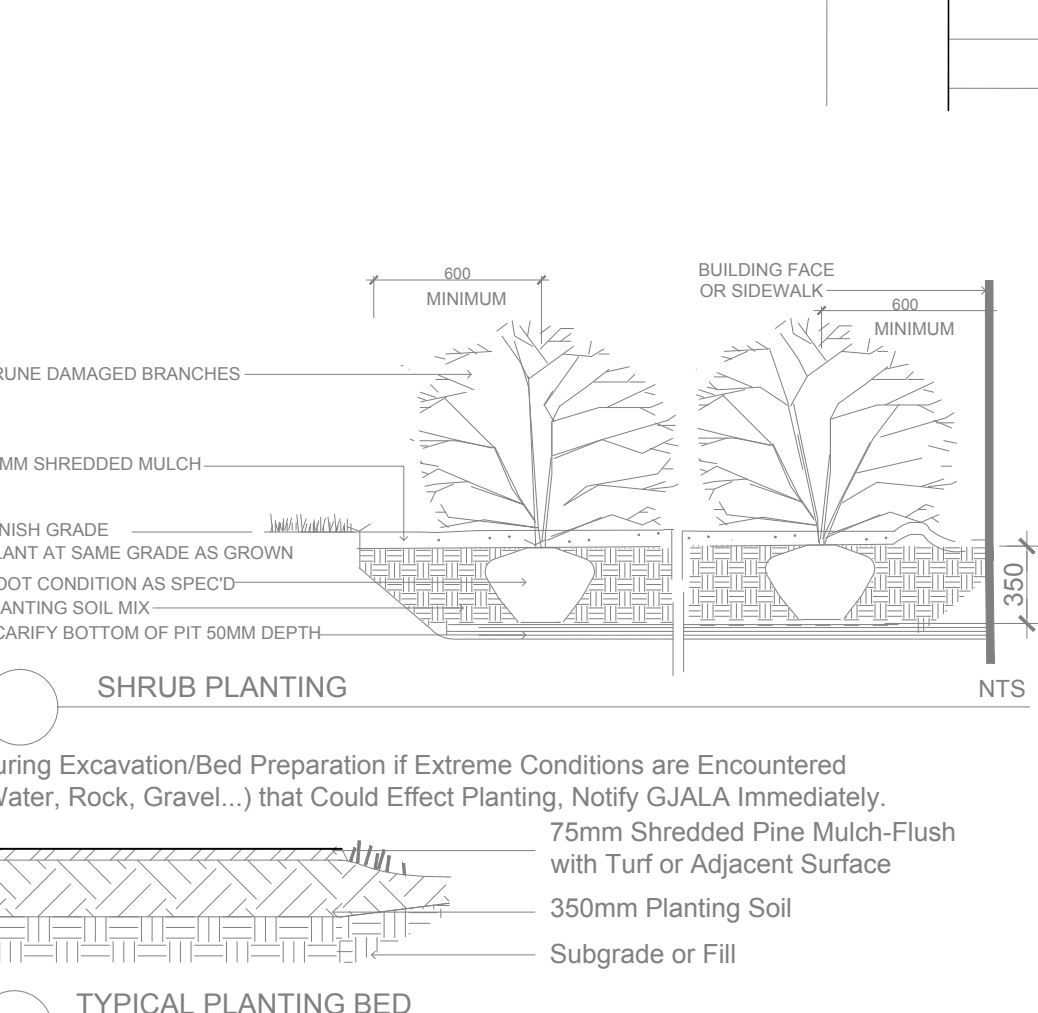 600
MINIMUM
BUILDING FACE
OR SIDEWALK
600
MINIMUM
RUNE DAMAGED BRANCHES
MM SHREDDED MULCH
NISH GRADE
LANT AT SAME GRADE AS GROWN
OOT CONDITION AS SPEC'D
ANTING SOIL MIX
CARIFY BOTTOM OF PIT 50MM DEPTH
350
SHRUB PLANTING
NTS
uring Excavation/Bed Preparation if Extreme Conditions are Encountered
Water, Rock, Gravel...) that Could Effect Planting, Notify GJALA Immediately.
75mm Shredded Pine Mulch-Flush
with Turf or Adjacent Surface
350mm Planting Soil
Subgrade or Fill
TYPICAL PLANTING BED